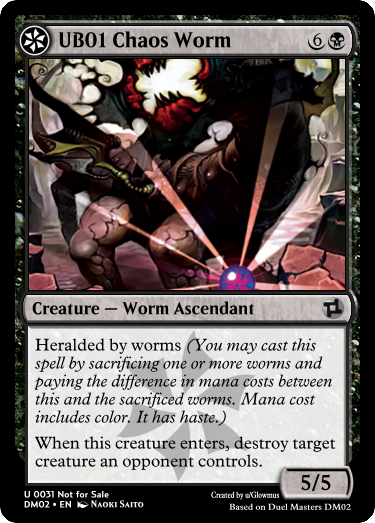 UB01 Chaos Worm 6
Creature — Worm Ascendant
Heralded by worms (You may cast this
spell by sacrificing one or more worms and
paying the difference in mana costs between
this and the sacrificed worms. Mana cost
includes color. It has haste.)
When this creature enters, destroy target
creature an opponent controls.
5/5
U 0031 Not for Sale
DM02 • EN Naoki Saito
Created by u/Glowmus
Based on Duel Masters DM02